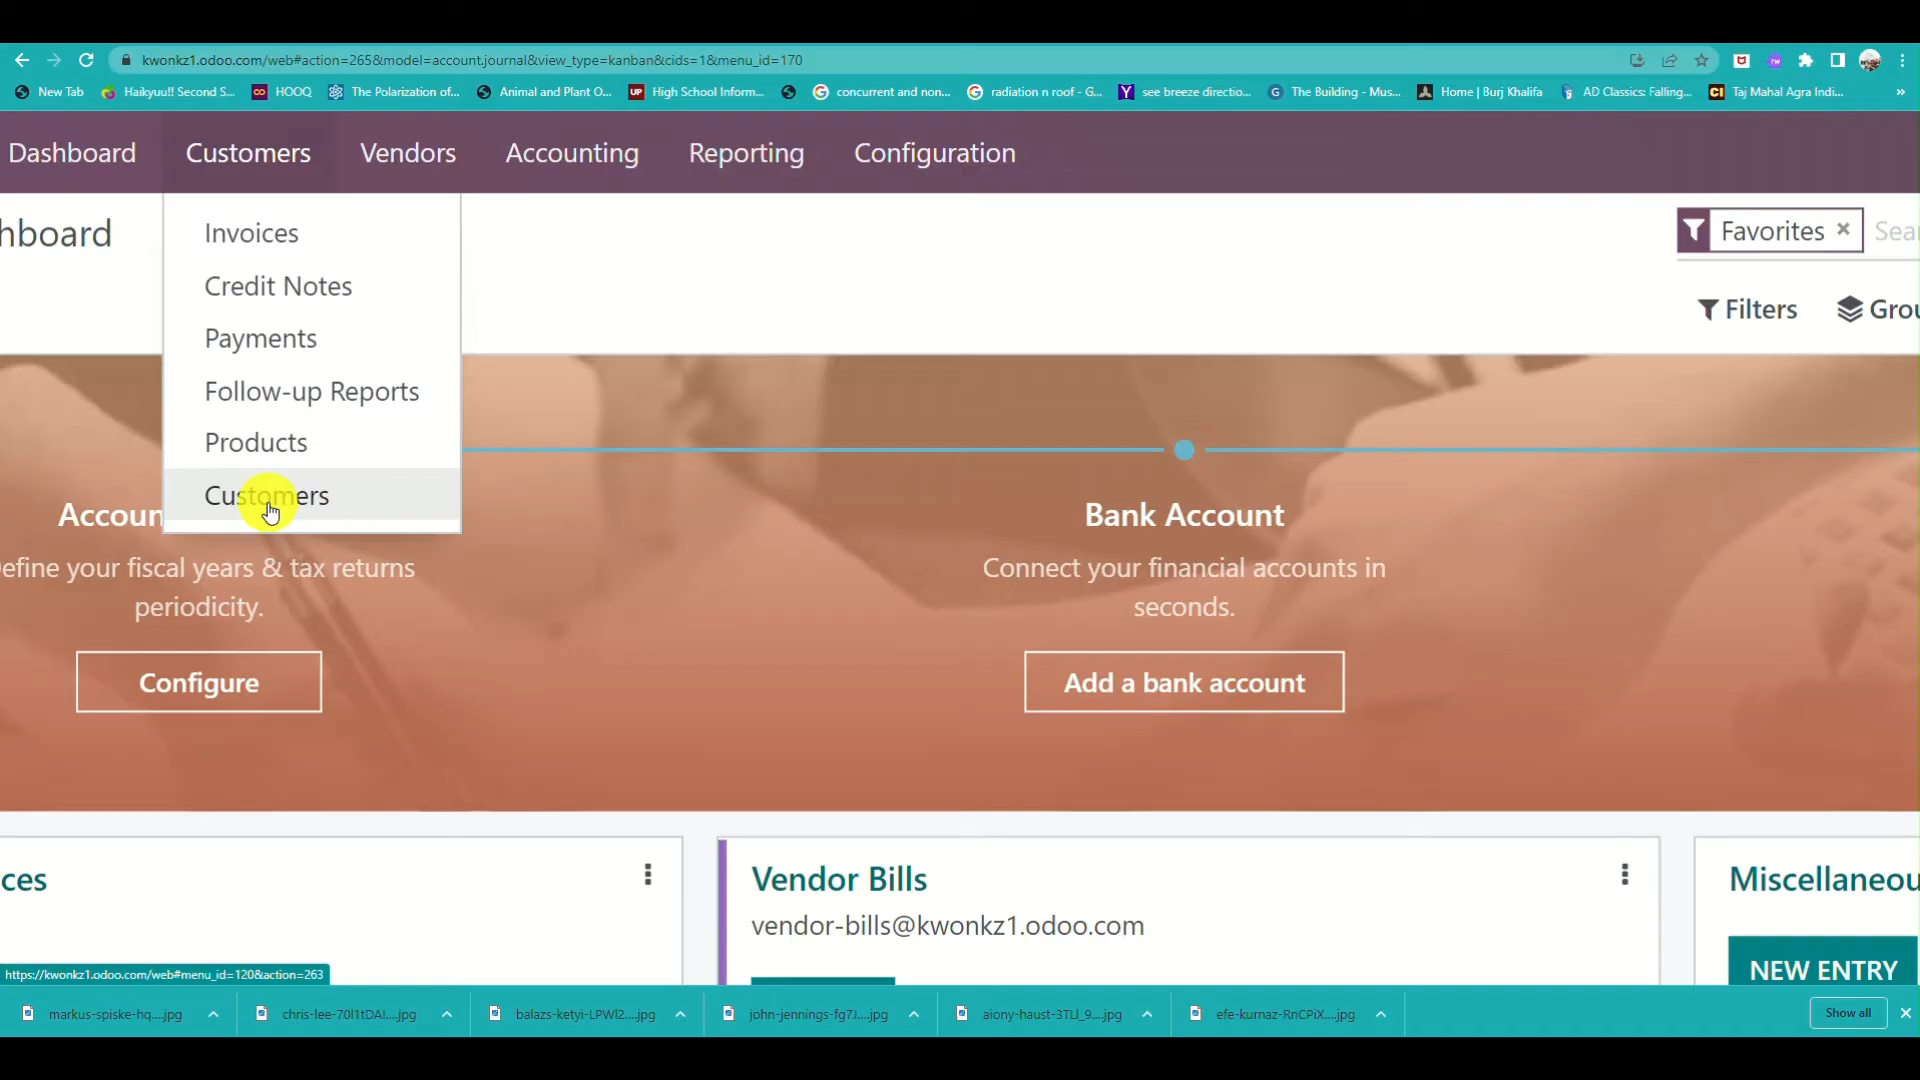 kwonkz1.odoo.com/web#action=265&model=account.journal&view_type=kanban&cids=1&menu_id=170
New Tab
Haikyuu!! Second S...
HOOQ
The Polarization of...
Animal and Plant O...
High School Inform...
concurrent and non...
radiation n roof - G...
see breeze directio...
The Building - Mus...
Home | Burj Khalifa
AD Classics: Falling...
Taj Mahal Agra Indi...
»
Dashboard
Customers
Vendors
Accounting
Reporting
Configuration
hboard
Favorites ×
Sear
Filters
Grou
Invoices
Credit Notes
Payments
Follow-up Reports
Products
Customers
Accoun
efine your fiscal years & tax returns
periodicity.
Configure
Bank Account
Connect your financial accounts in
seconds.
Add a bank account
ces
Vendor Bills
vendor-bills@kwonkz1.odoo.com
Miscellaneou
NEW ENTRY
https://kwonkz1.odoo.com/web#menu_id=120&action=263
markus-spiske-hq....jpg
chris-lee-70l1tDAI....jpg
balazs-ketyi-LPWl2....jpg
john-jennings-fg7J....jpg
aiony-haust-3TLl_9....jpg
efe-kurnaz-RnCPiX....jpg
Show all